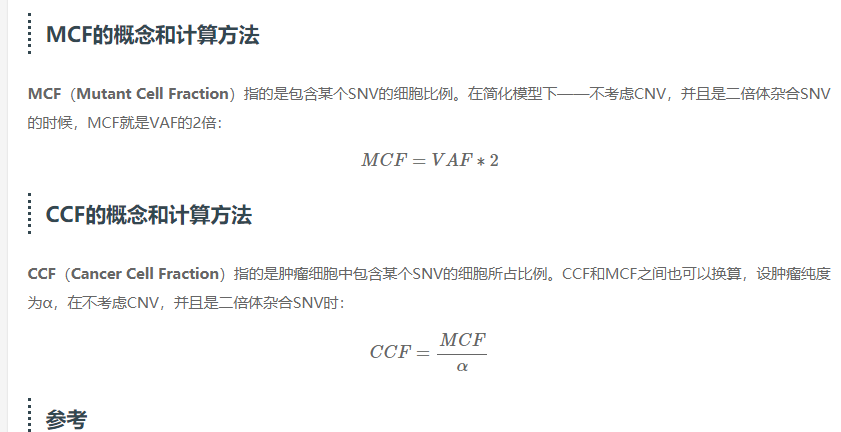 MCF的概念和计算方法
MCF（Mutant Cell Fraction）指的是包含某个SNV的细胞比例。在简化模型下——不考虑CNV，并且是二倍体杂合SNV
的时候，MCF就是VAF的2倍：
MCF = VAF * 2
CCF的概念和计算方法
CCF（Cancer Cell Fraction）指的是肿瘤细胞中包含某个SNV的细胞所占比例。CCF和MCF之间也可以换算，设肿瘤纯度
为α，在不考虑CNV，并且是二倍体杂合SNV时：
CCF = MCF / α
参考